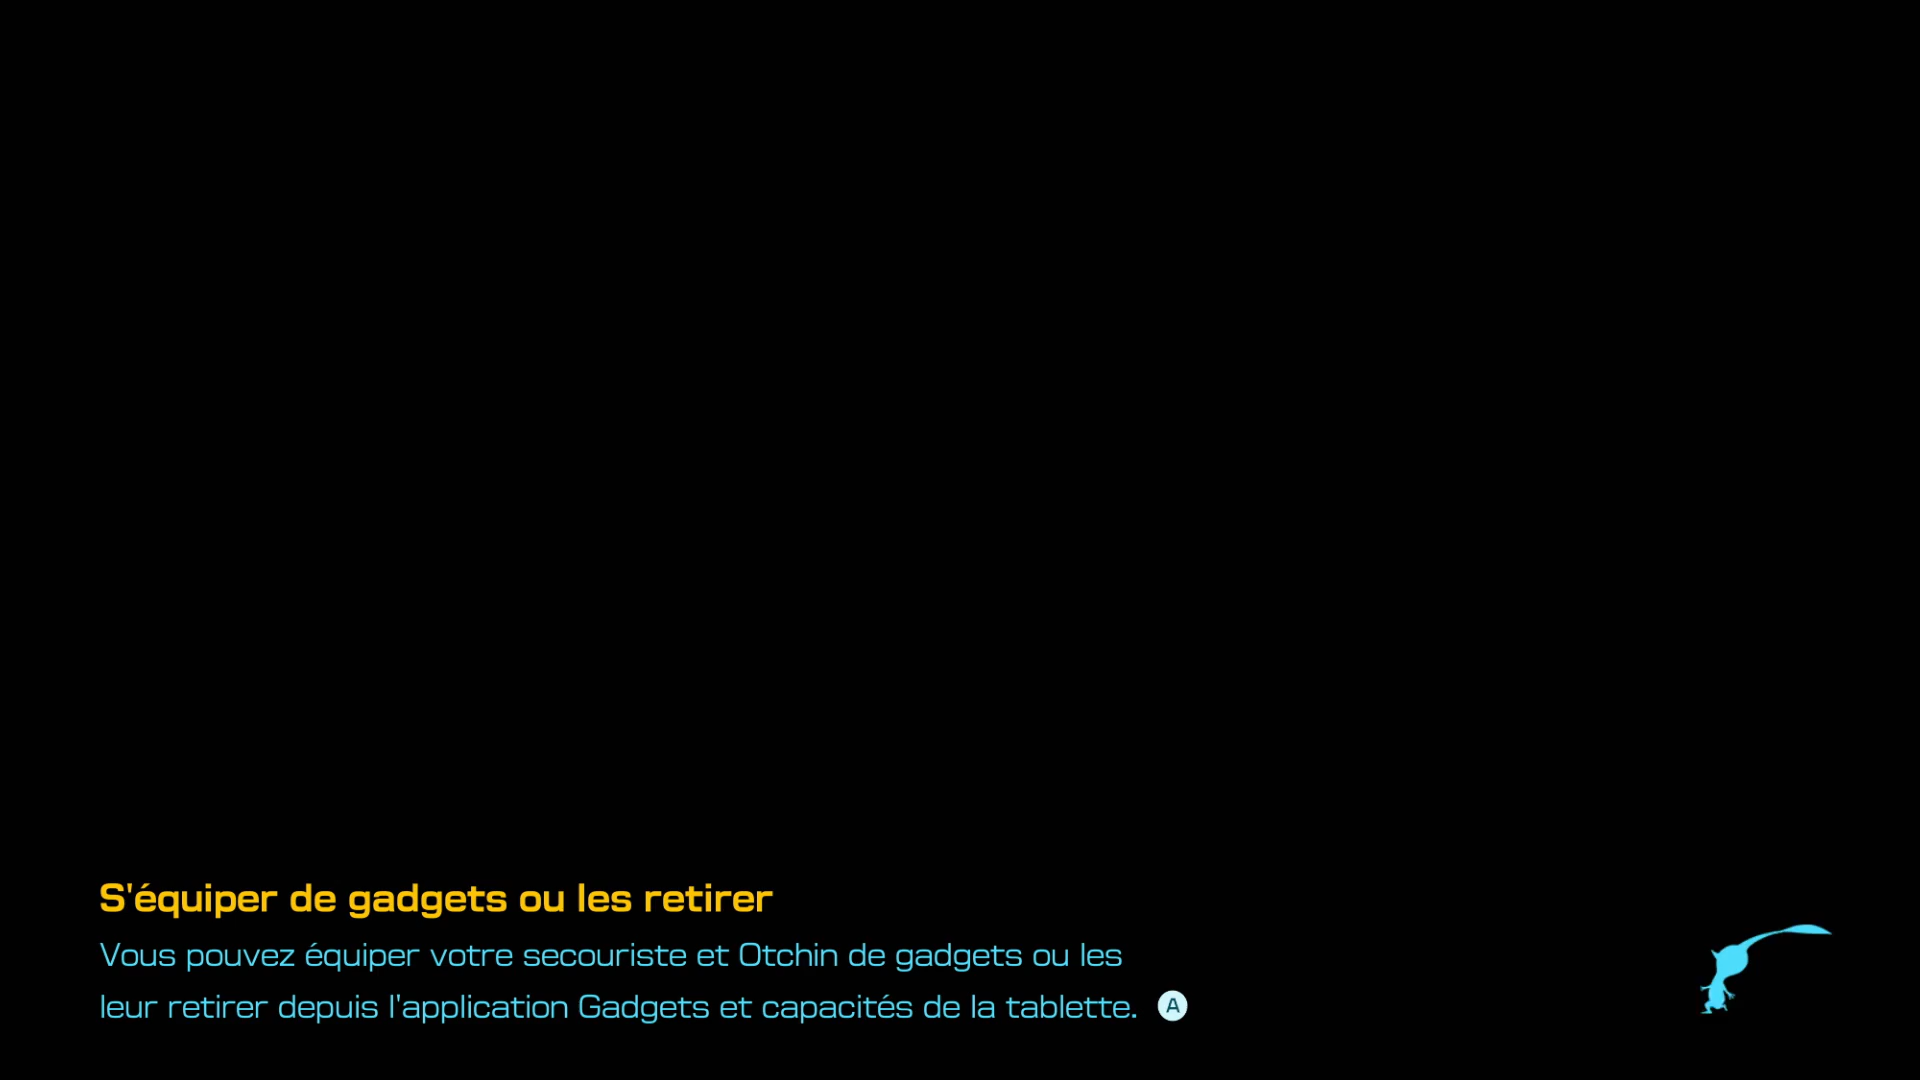 S'équiper de gadgets ou les retirer
Vous pouvez équiper votre secouriste et Otchin de gadgets ou les
leur retirer depuis l'application Gadgets et capacités de la tablette. A